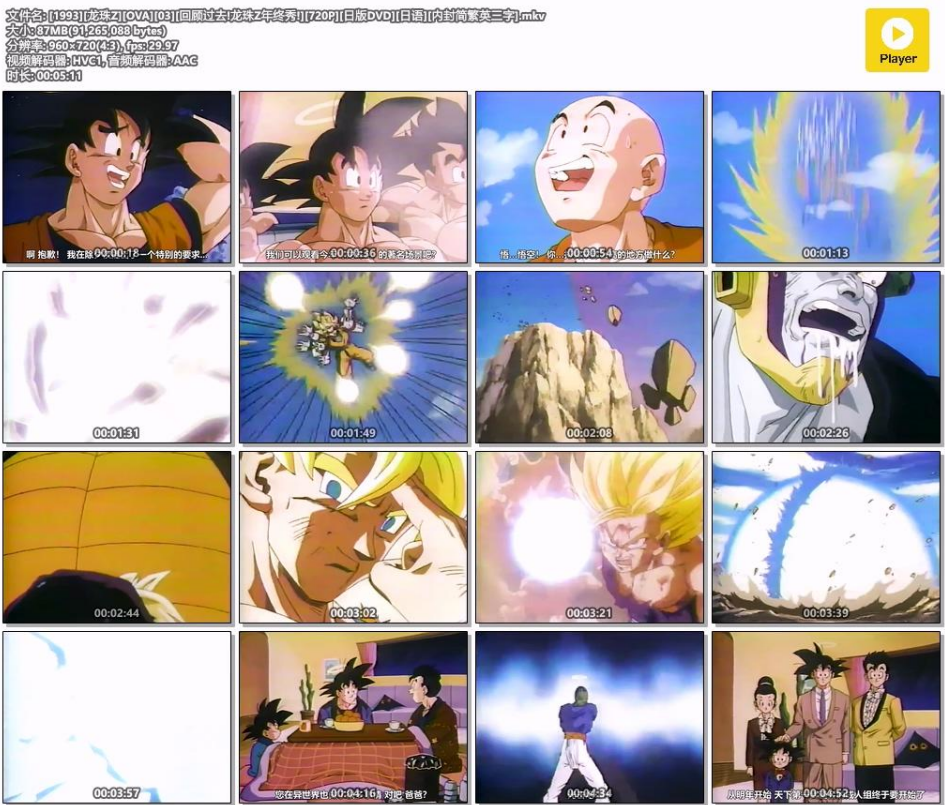 文件名: [1993][龙珠Z][OVA][03][回顾过去!龙珠Z年终秀!][720P][日版DVD][日语][内封简繁英三字].mkv
大小: 87MB(91,265,088 bytes)
分辨率: 960×720(4:3), fps: 29.97
视频解码器: HVC1, 音频解码器: AAC
时长: 00:05:11
Player
啊 抱歉! 我在除 00:00:18 一个特别的要求...
我们可以观看今 00:00:36 的著名场景吧?
悟...悟空! 你... 00:00:54 的地方做什么?
00:01:13
00:01:31
00:01:49
00:02:08
00:02:26
00:02:44
00:03:02
00:03:21
00:03:39
00:03:57
您在异世界也 00:04:16 情 对吧 爸爸?
00:04:34
从明年开始 天下第 00:04:52 人组终于要开始了